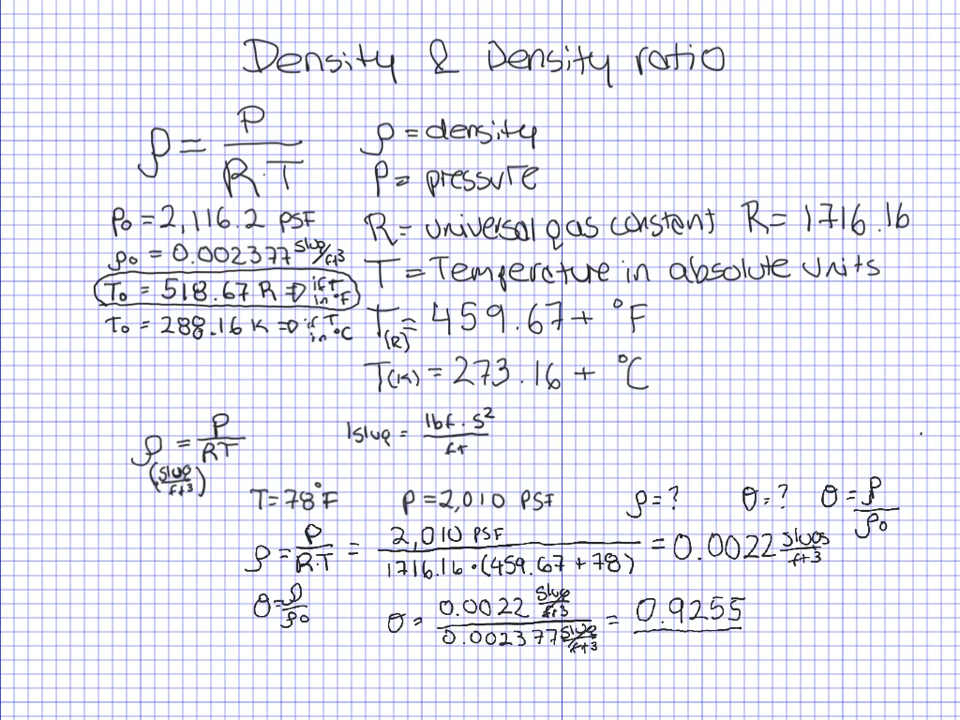 Density & Density ratio
ρ = P / R·T
ρ = density
P = pressure
P₀ = 2,116.2 PSF
R = universal gas constant R = 1716.16
ρ₀ = 0.002377 slug/ft3
T = Temperature in absolute units
T₀ = 518.67 R => if T in °F
T(R) = 459.67 + °F
T₀ = 288.16 K => if T in °C
T(K) = 273.16 + °C
ρ = P / RT
(slug/ft3)
1 slug = lbf·s² / ft
T = 78°F P = 2,010 PSF ρ = ? θ = ? θ = ρ / ρ₀
ρ = P / R·T = 2,010 PSF / 1716.16·(459.67 + 78) = 0.0022 slugs/ft3
θ = ρ / ρ₀ θ = 0.0022 slug/ft3 / 0.002377 slug/ft3 = 0.9255